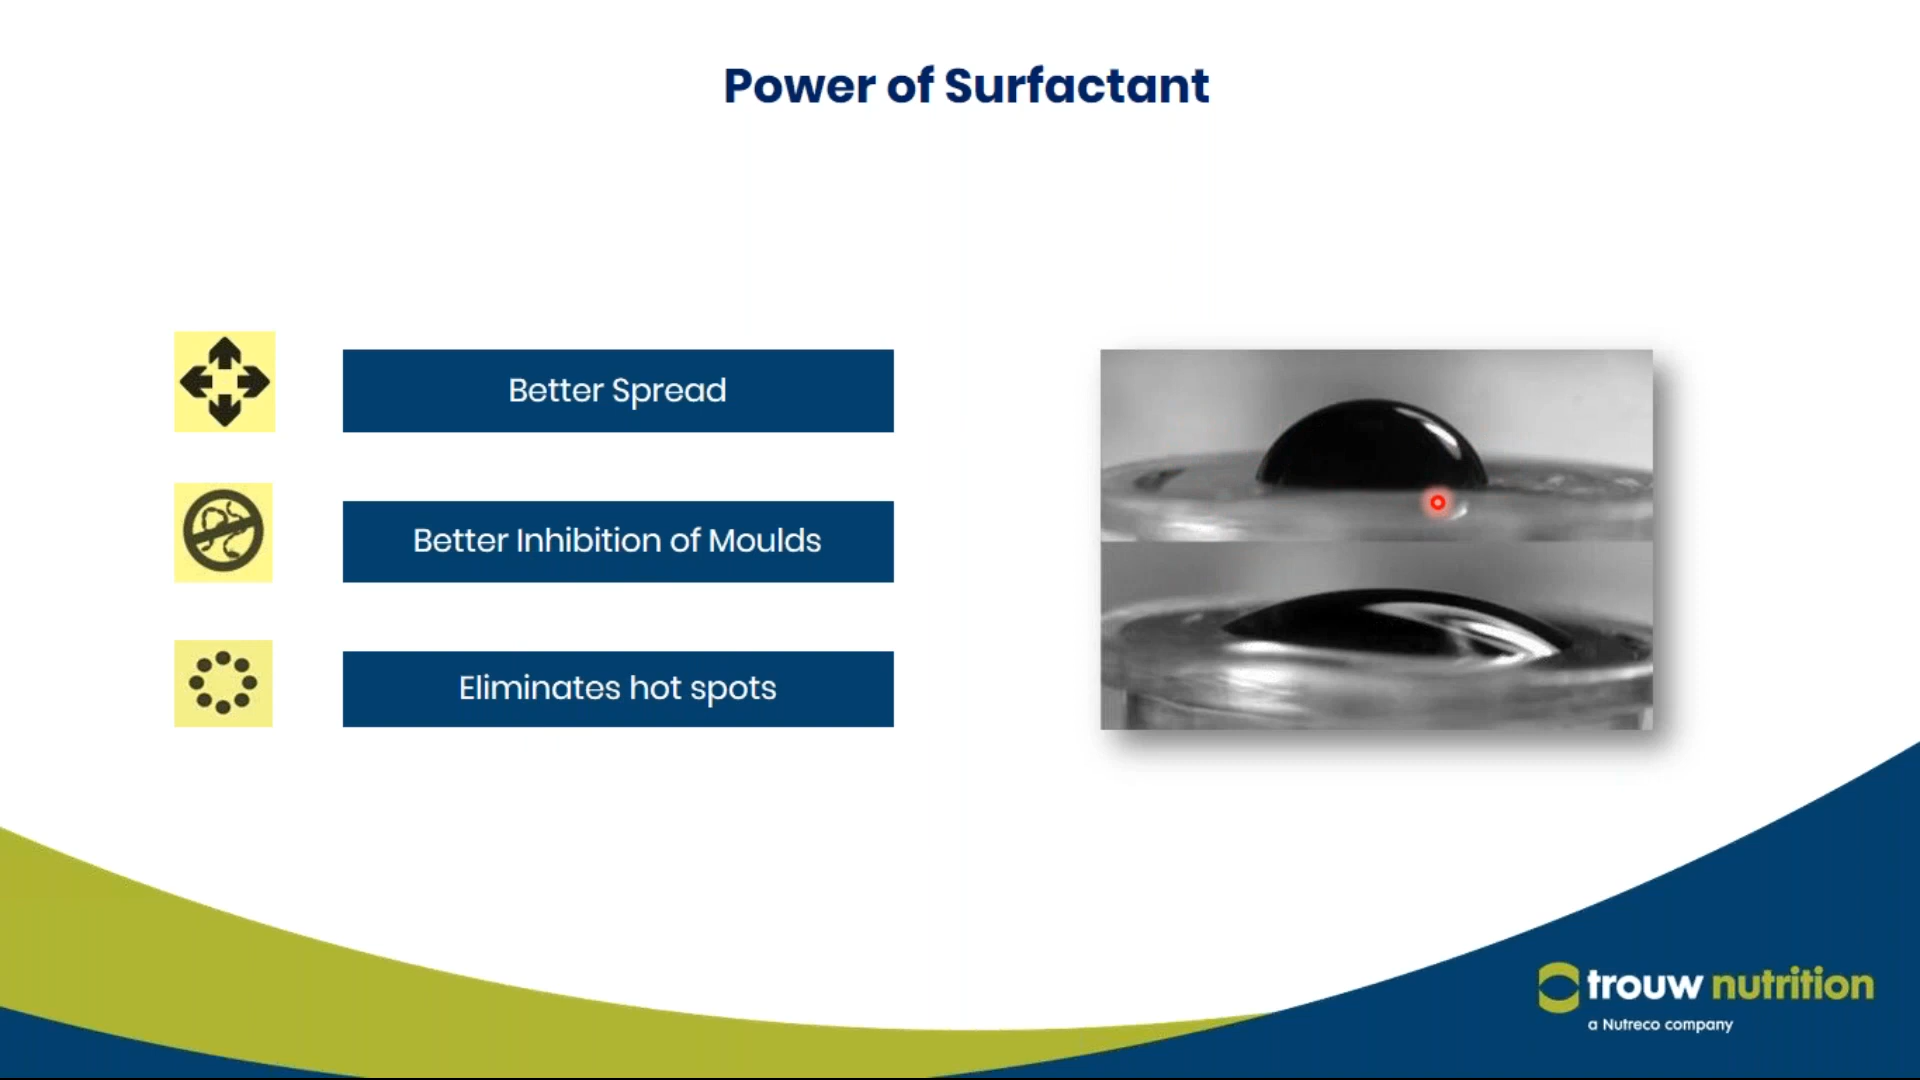 Power of Surfactant
Better Spread
Better Inhibition of Moulds
Eliminates hot spots
trouw nutrition
a Nutreco company